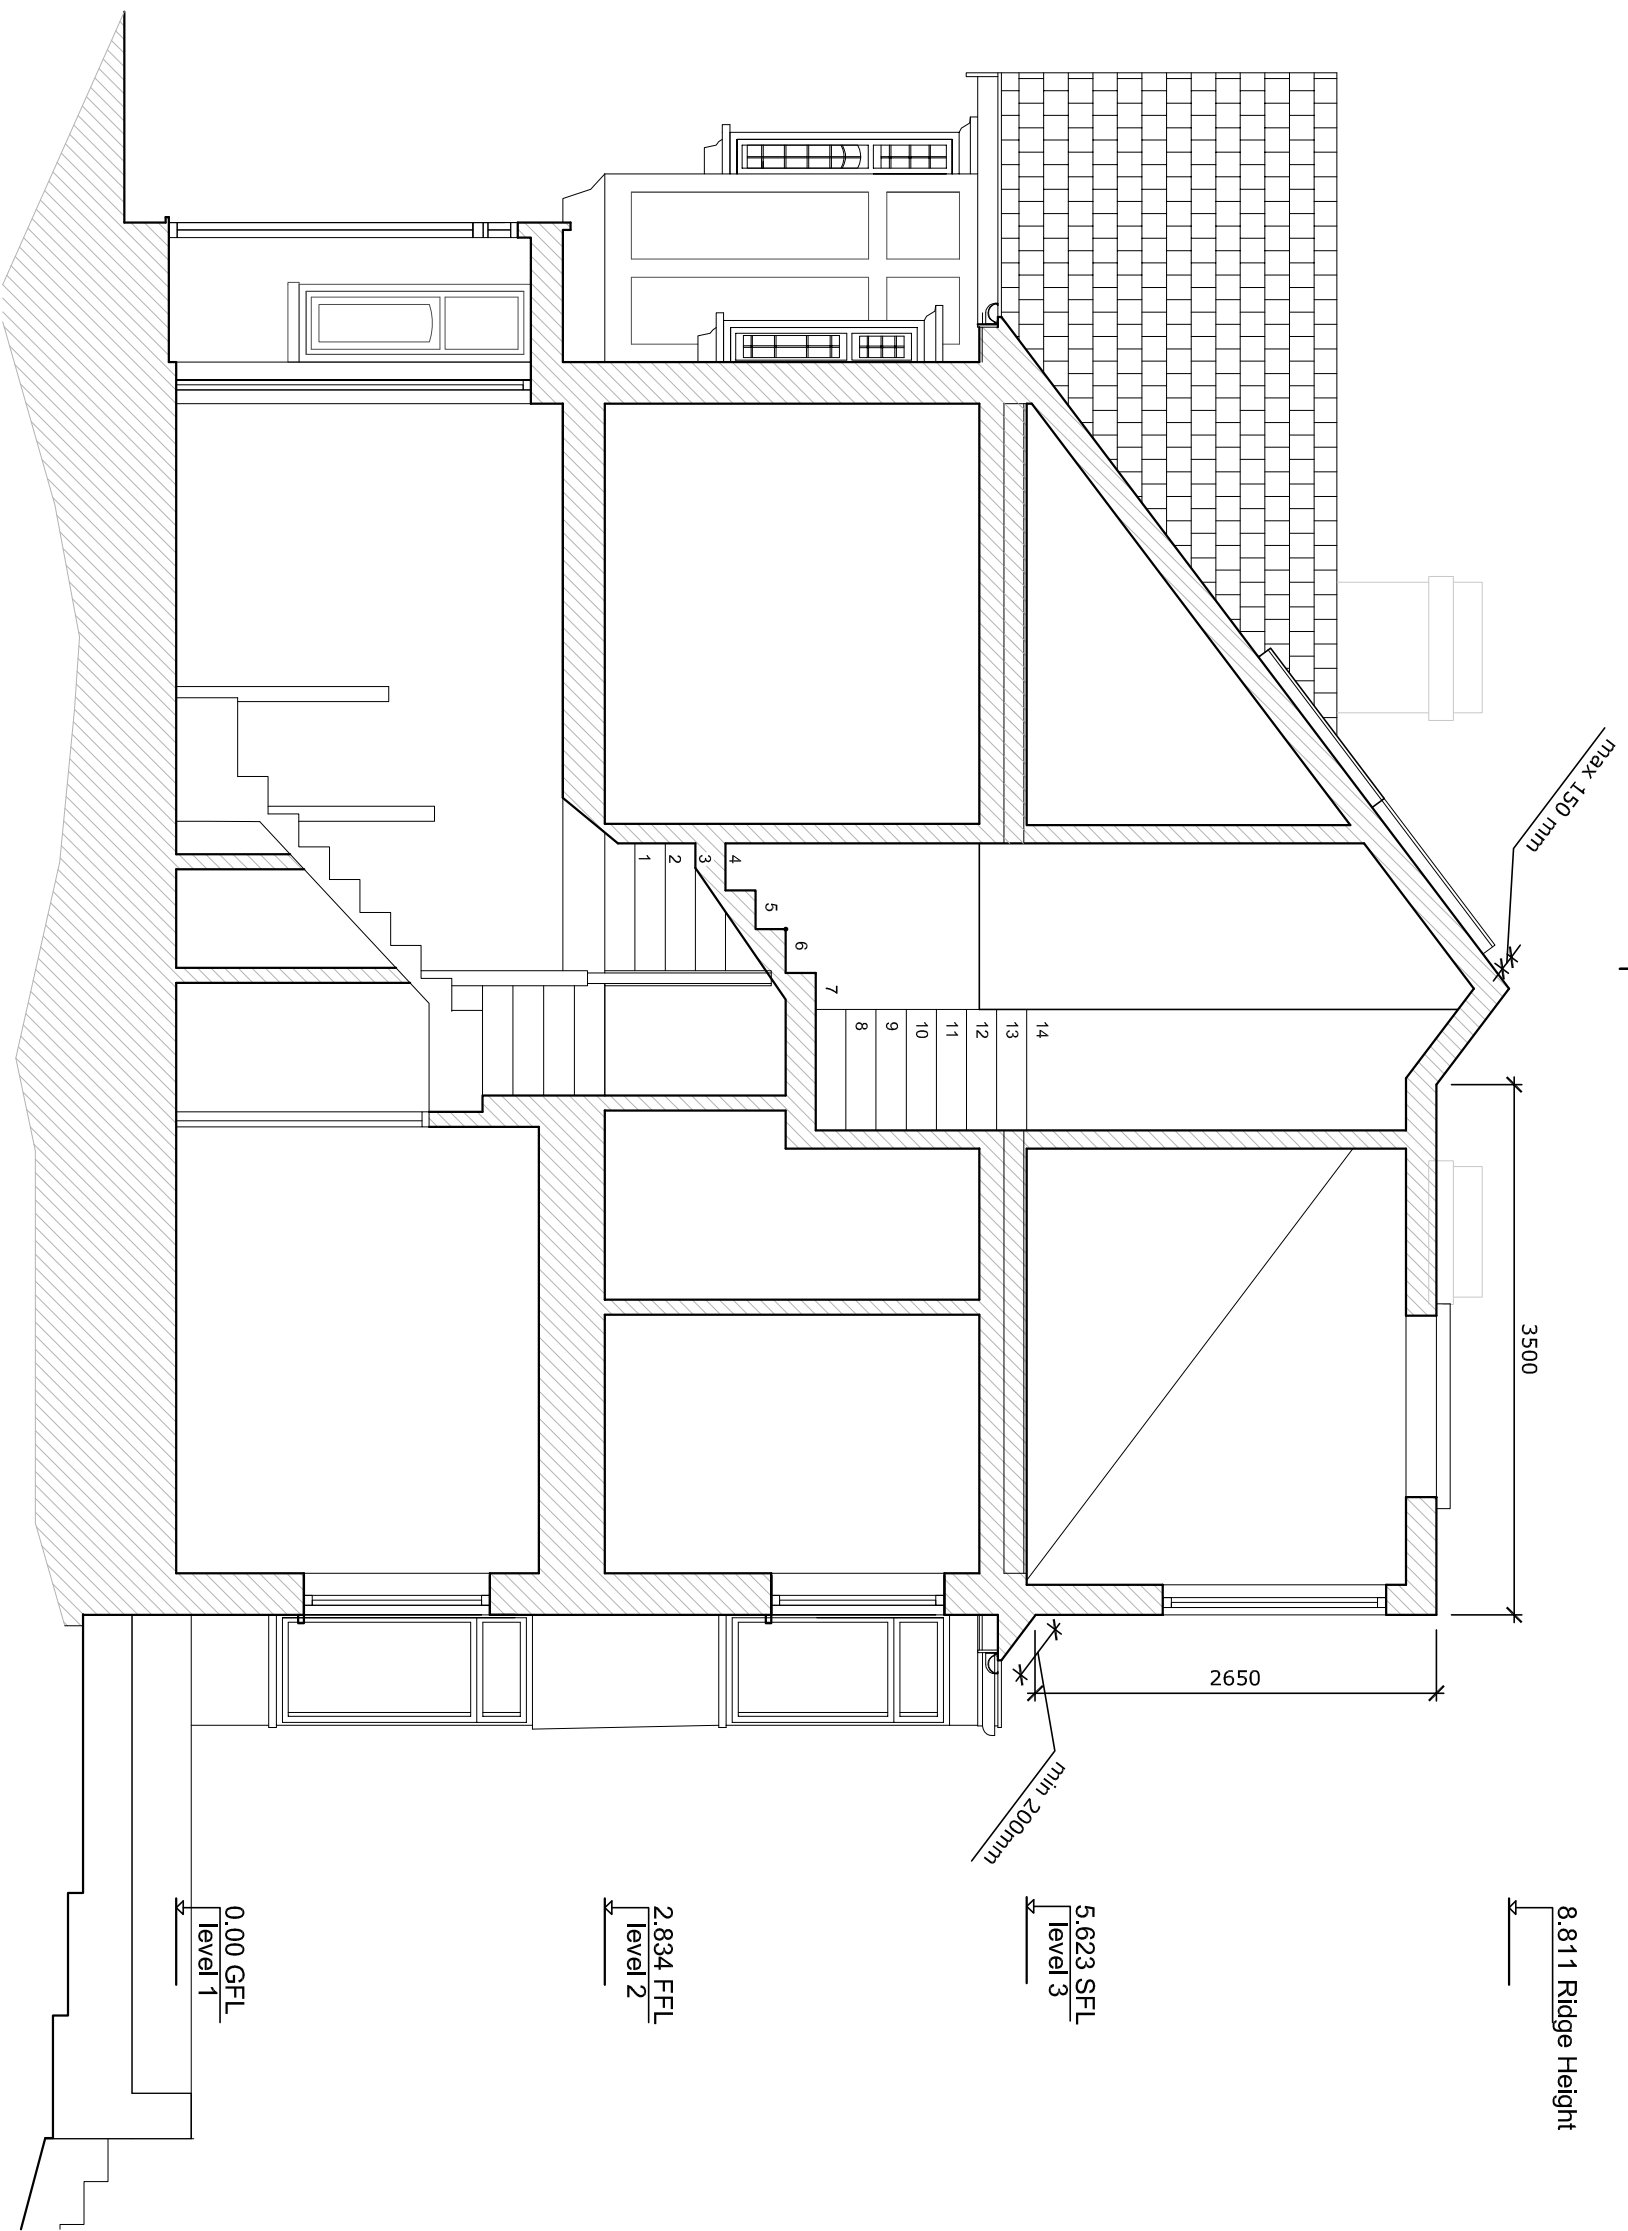 max 150 mm
3500
2650
min 200mm
8.811 Ridge Height
5.623 SFL
level 3
2.834 FFL
level 2
0.00 GFL
level 1
14
13
12
11
10
9
8
7
6
5
4
3
2
1